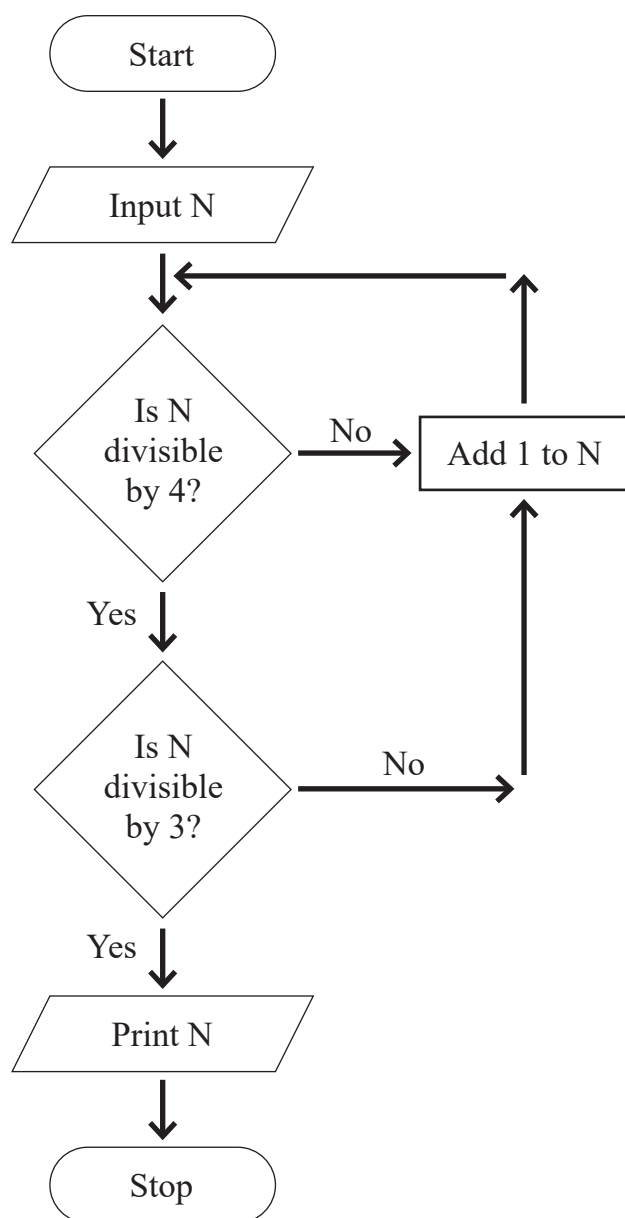 Start
Input N
Is N
divisible
by 4?
No
Add 1 to N
Yes
Is N
divisible
by 3?
No
Yes
Print N
Stop